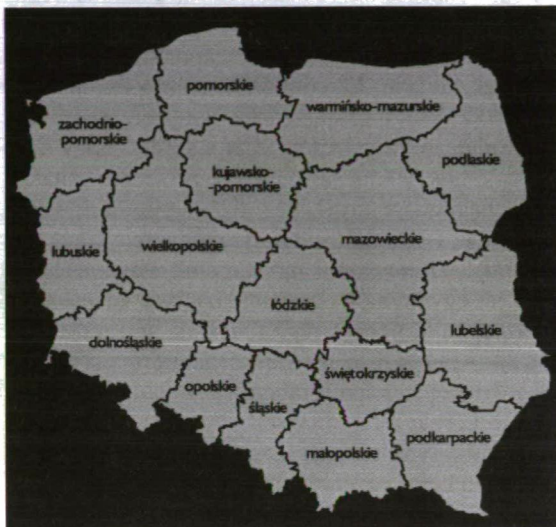 pomorskie
warmińsko-mazurskie
zachodnio-
pomorskie
podlaskie
kujawsko-
-pomorskie
lubuskie
wielkopolskie
mazowieckie
łódzkie
lubelskie
dolnośląskie
opolskie
śląskie
świętokrzyskie
małopolskie
podkarpackie